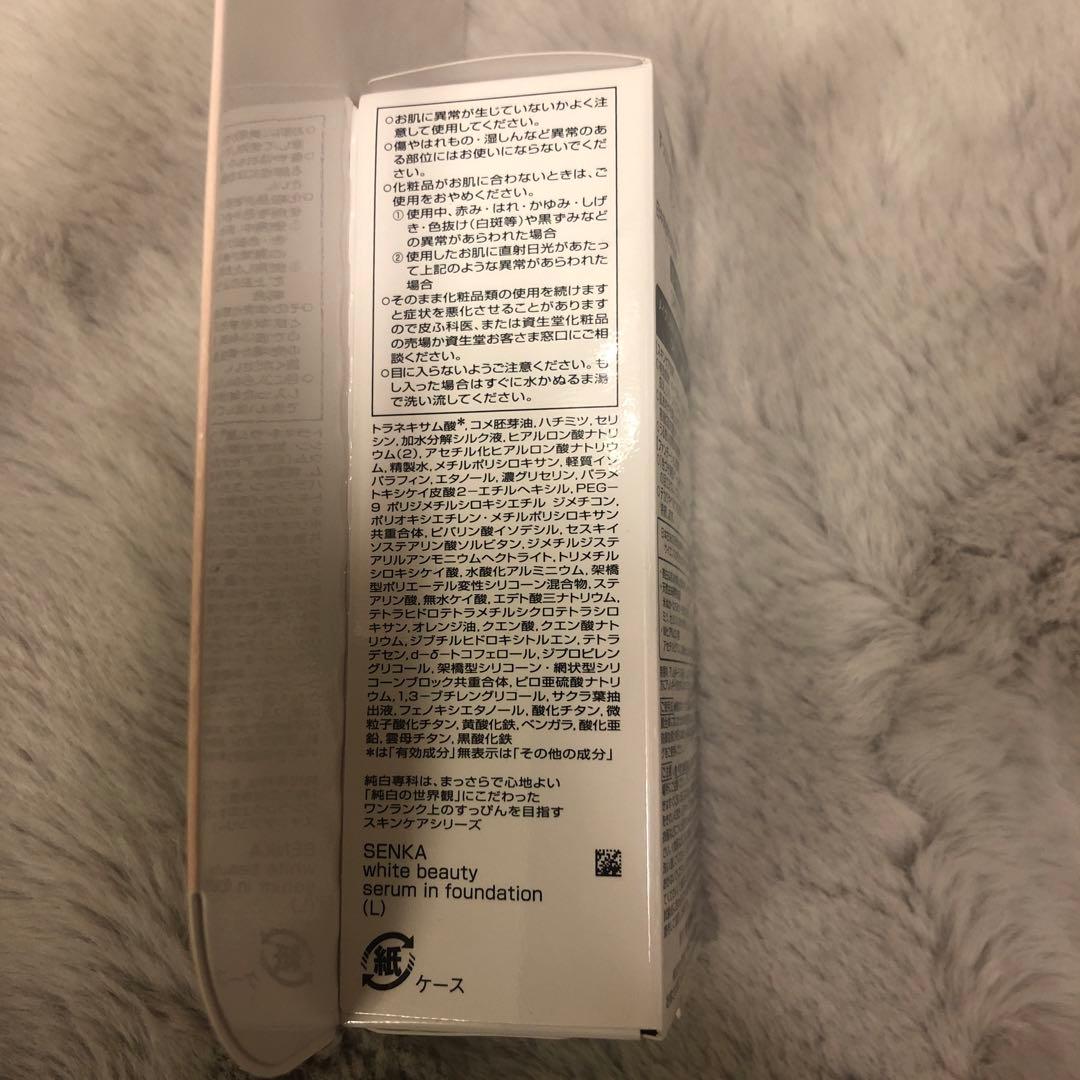 ○お肌に異常が生じていないかよく注
意して使用してください。
○傷やはれもの・湿しんなど異常のあ
る部位にはお使いにならないでくだ
さい。
○化粧品がお肌に合わないときは、ご
使用をおやめください。
① 使用中、赤み・はれ・かゆみ・しげ
き・色抜け(白斑等)や黒ずみなど
の異常があらわれた場合
② 使用したお肌に直射日光があたっ
て上記のような異常があらわれた
場合
○そのまま化粧品類の使用を続けます
と症状を悪化させることがあります
ので皮ふ科医、または資生堂化粧品
の売場か資生堂お客さま窓口にご相
談ください。
○目に入らないようご注意ください。も
し入った場合はすぐに水かぬるま湯
で洗い流してください。
トラネキサム酸*,コメ胚芽油,ハチミツ,セリ
シン,加水分解シルク液,ヒアルロン酸ナトリ
ウム(2),アセチル化ヒアルロン酸ナトリウ
ム,精製水,メチルポリシロキサン,軽質イソ
パラフィン,エタノール,濃グリセリン,パラメ
トキシケイ皮酸2-エチルヘキシル,PEG-
9 ポリジメチルシロキシエチル ジメチコン,
ポリオキシエチレン・メチルポリシロキサン
共重合体,ピバリン酸イソデシル,セスキイ
ソステアリン酸ソルビタン,ジメチルジステ
アリルアンモニウムヘクトライト,トリメチル
シロキシケイ酸,水酸化アルミニウム,架橋
型ポリエーテル変性シリコーン混合物,ステ
アリン酸,無水ケイ酸,エデト酸三ナトリウム,
テトラヒドロテトラメチルシクロテトラシロ
キサン,オレンジ油,クエン酸,クエン酸ナト
リウム,ジブチルヒドロキシトルエン,テトラ
デセン,d-δ-トコフェロール,ジプロピレン
グリコール,架橋型シリコーン・網状型シリ
コーンブロック共重合体,ピロ亜硫酸ナトリ
ウム,1,3-ブチレングリコール,サクラ葉抽
出液,フェノキシエタノール,酸化チタン,微
粒子酸化チタン,黄酸化鉄,ベンガラ,酸化亜
鉛,雲母チタン,黒酸化鉄
*は「有効成分」無表示は「その他の成分」
純白専科は、まっさらで心地よい
「純白の世界観」にこだわった
ワンランク上のすっぴんを目指す
スキンケアシリーズ
SENKA
white beauty
serum in foundation
(L)
紙
ケース